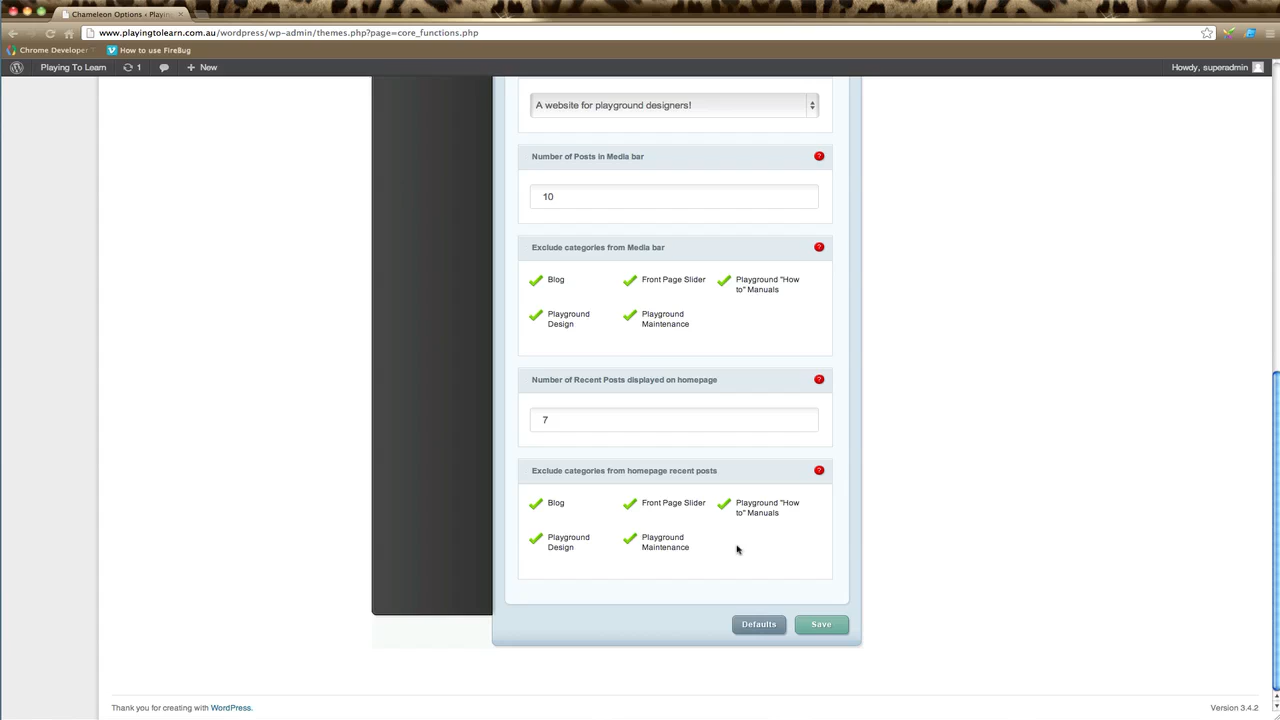 Chameleon Options ‹ Playin
www.playingtolearn.com.au/wordpress/wp-admin/themes.php?page=core_functions.php
Chrome Developer
How to use FireBug
Playing To Learn 1 + New Howdy, superadmin
A website for playground designers!
Number of Posts in Media bar ?
10
Exclude categories from Media bar ?
Blog
Front Page Slider
Playground "How
to" Manuals
Playground
Design
Playground
Maintenance
Number of Recent Posts displayed on homepage ?
7
Exclude categories from homepage recent posts ?
Blog
Front Page Slider
Playground "How
to" Manuals
Playground
Design
Playground
Maintenance
Defaults Save
Thank you for creating with WordPress. Version 3.4.2